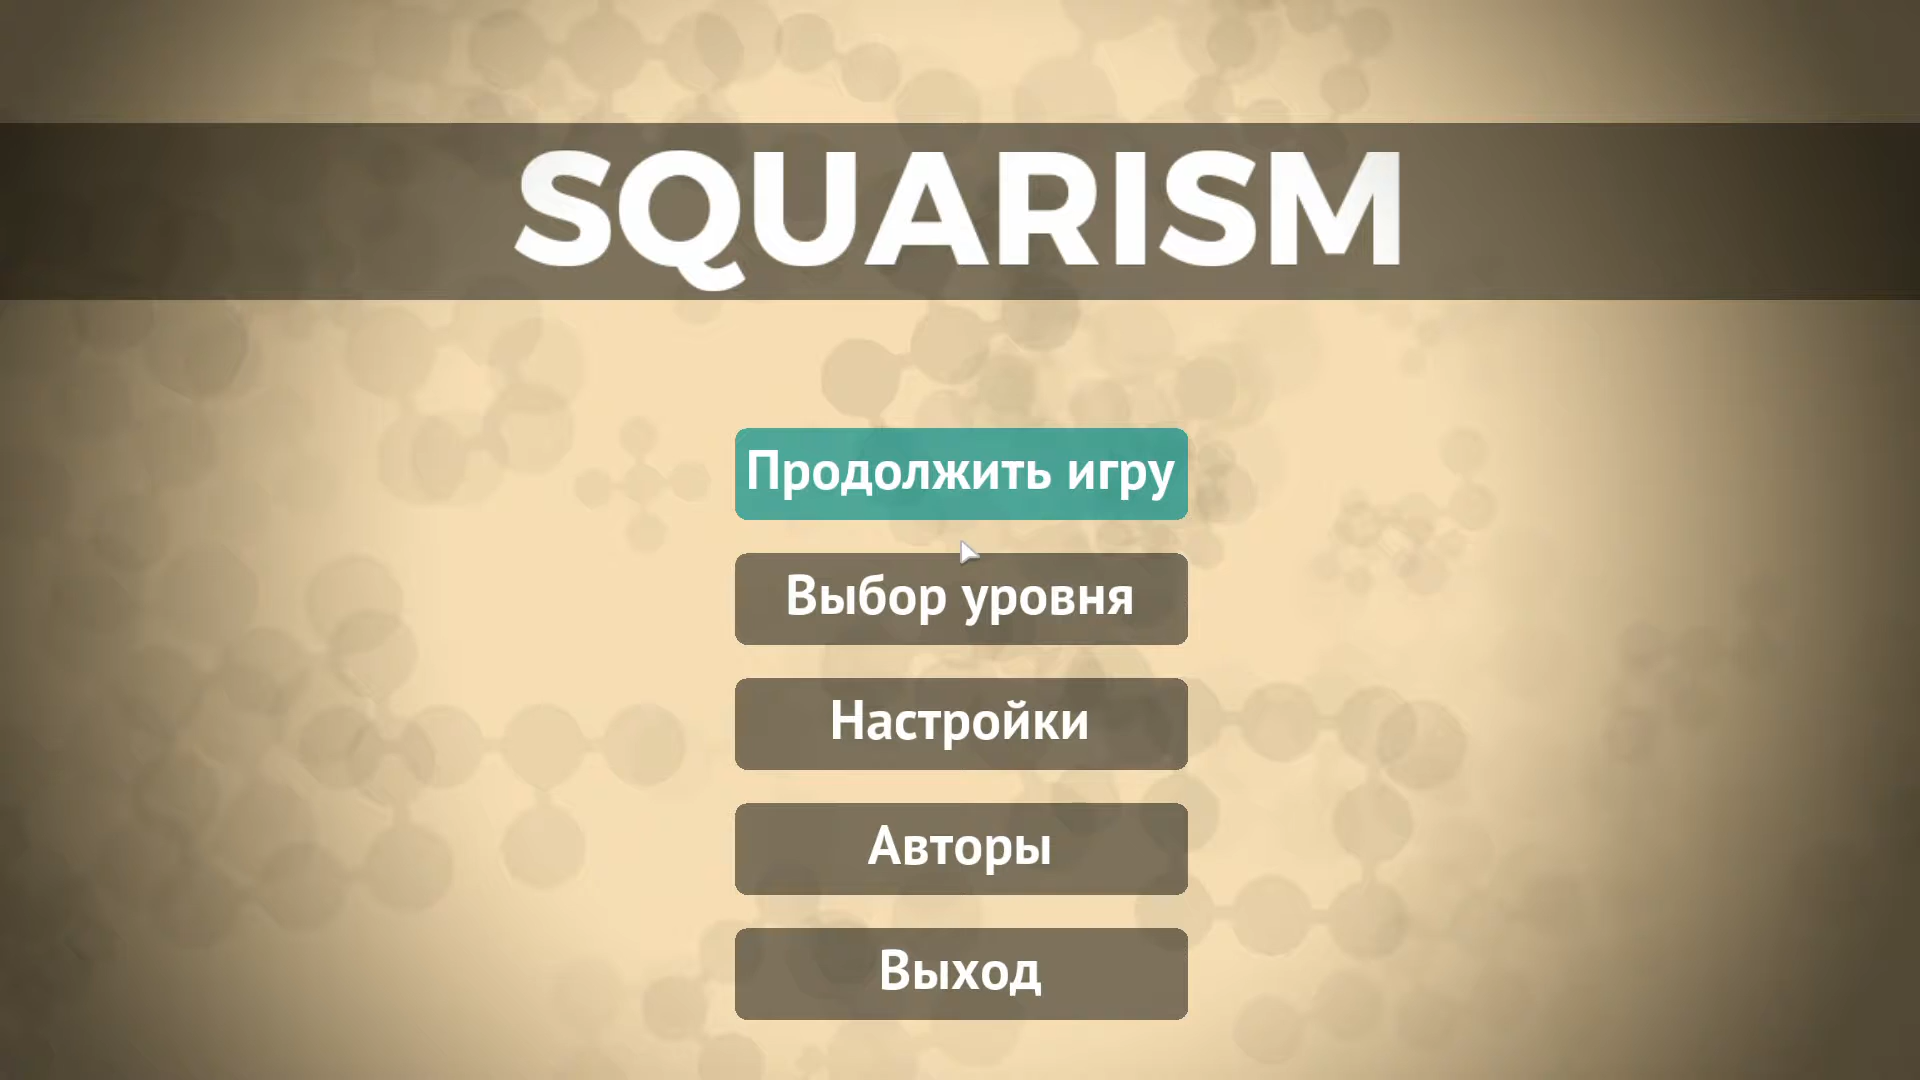 SQUARISM
Продолжить игру
Выбор уровня
Настройки
Авторы
Выход